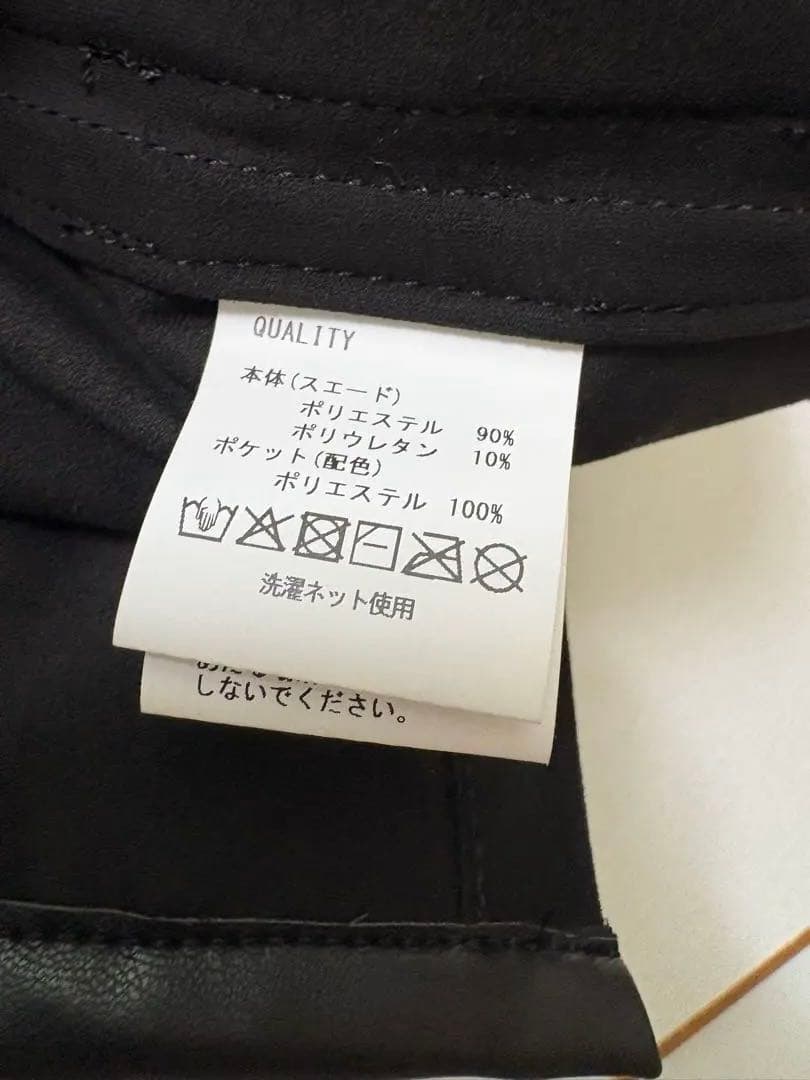 QUALITY
本体(スエード)
ポリエステル 90%
ポリウレタン 10%
ポケット(配色)
ポリエステル 100%
洗濯ネット使用
しないでください。